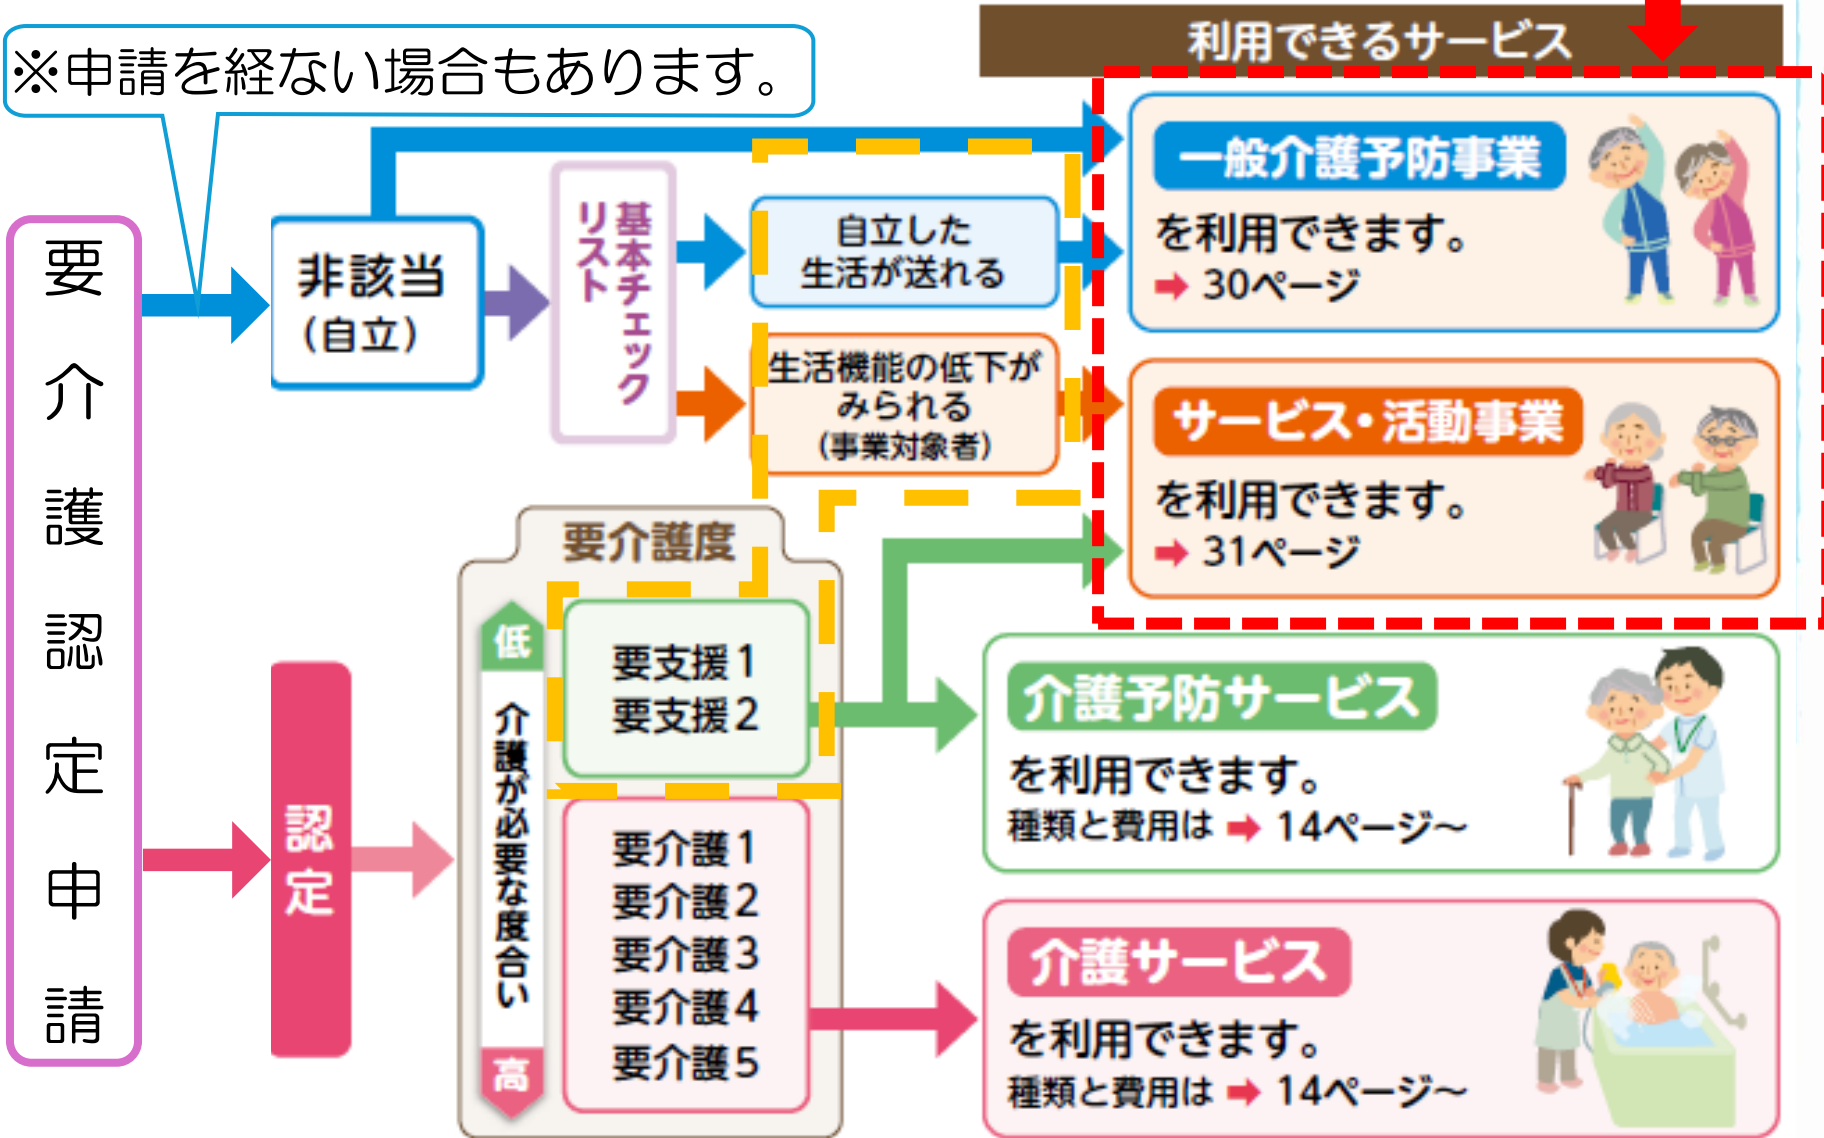 ※申請を経ない場合もあります。
利用できるサービス
要介護認定申請
非該当
（自立）
基本チェック
リスト
自立した
生活が送れる
生活機能の低下が
みられる
（事業対象者）
一般介護予防事業
を利用できます。
➡ 30ページ
サービス・活動事業
を利用できます。
➡ 31ページ
認定
要介護度
低
介護が必要な度合い
高
要支援1
要支援2
要介護1
要介護2
要介護3
要介護4
要介護5
介護予防サービス
を利用できます。
種類と費用は ➡ 14ページ～
介護サービス
を利用できます。
種類と費用は ➡ 14ページ～